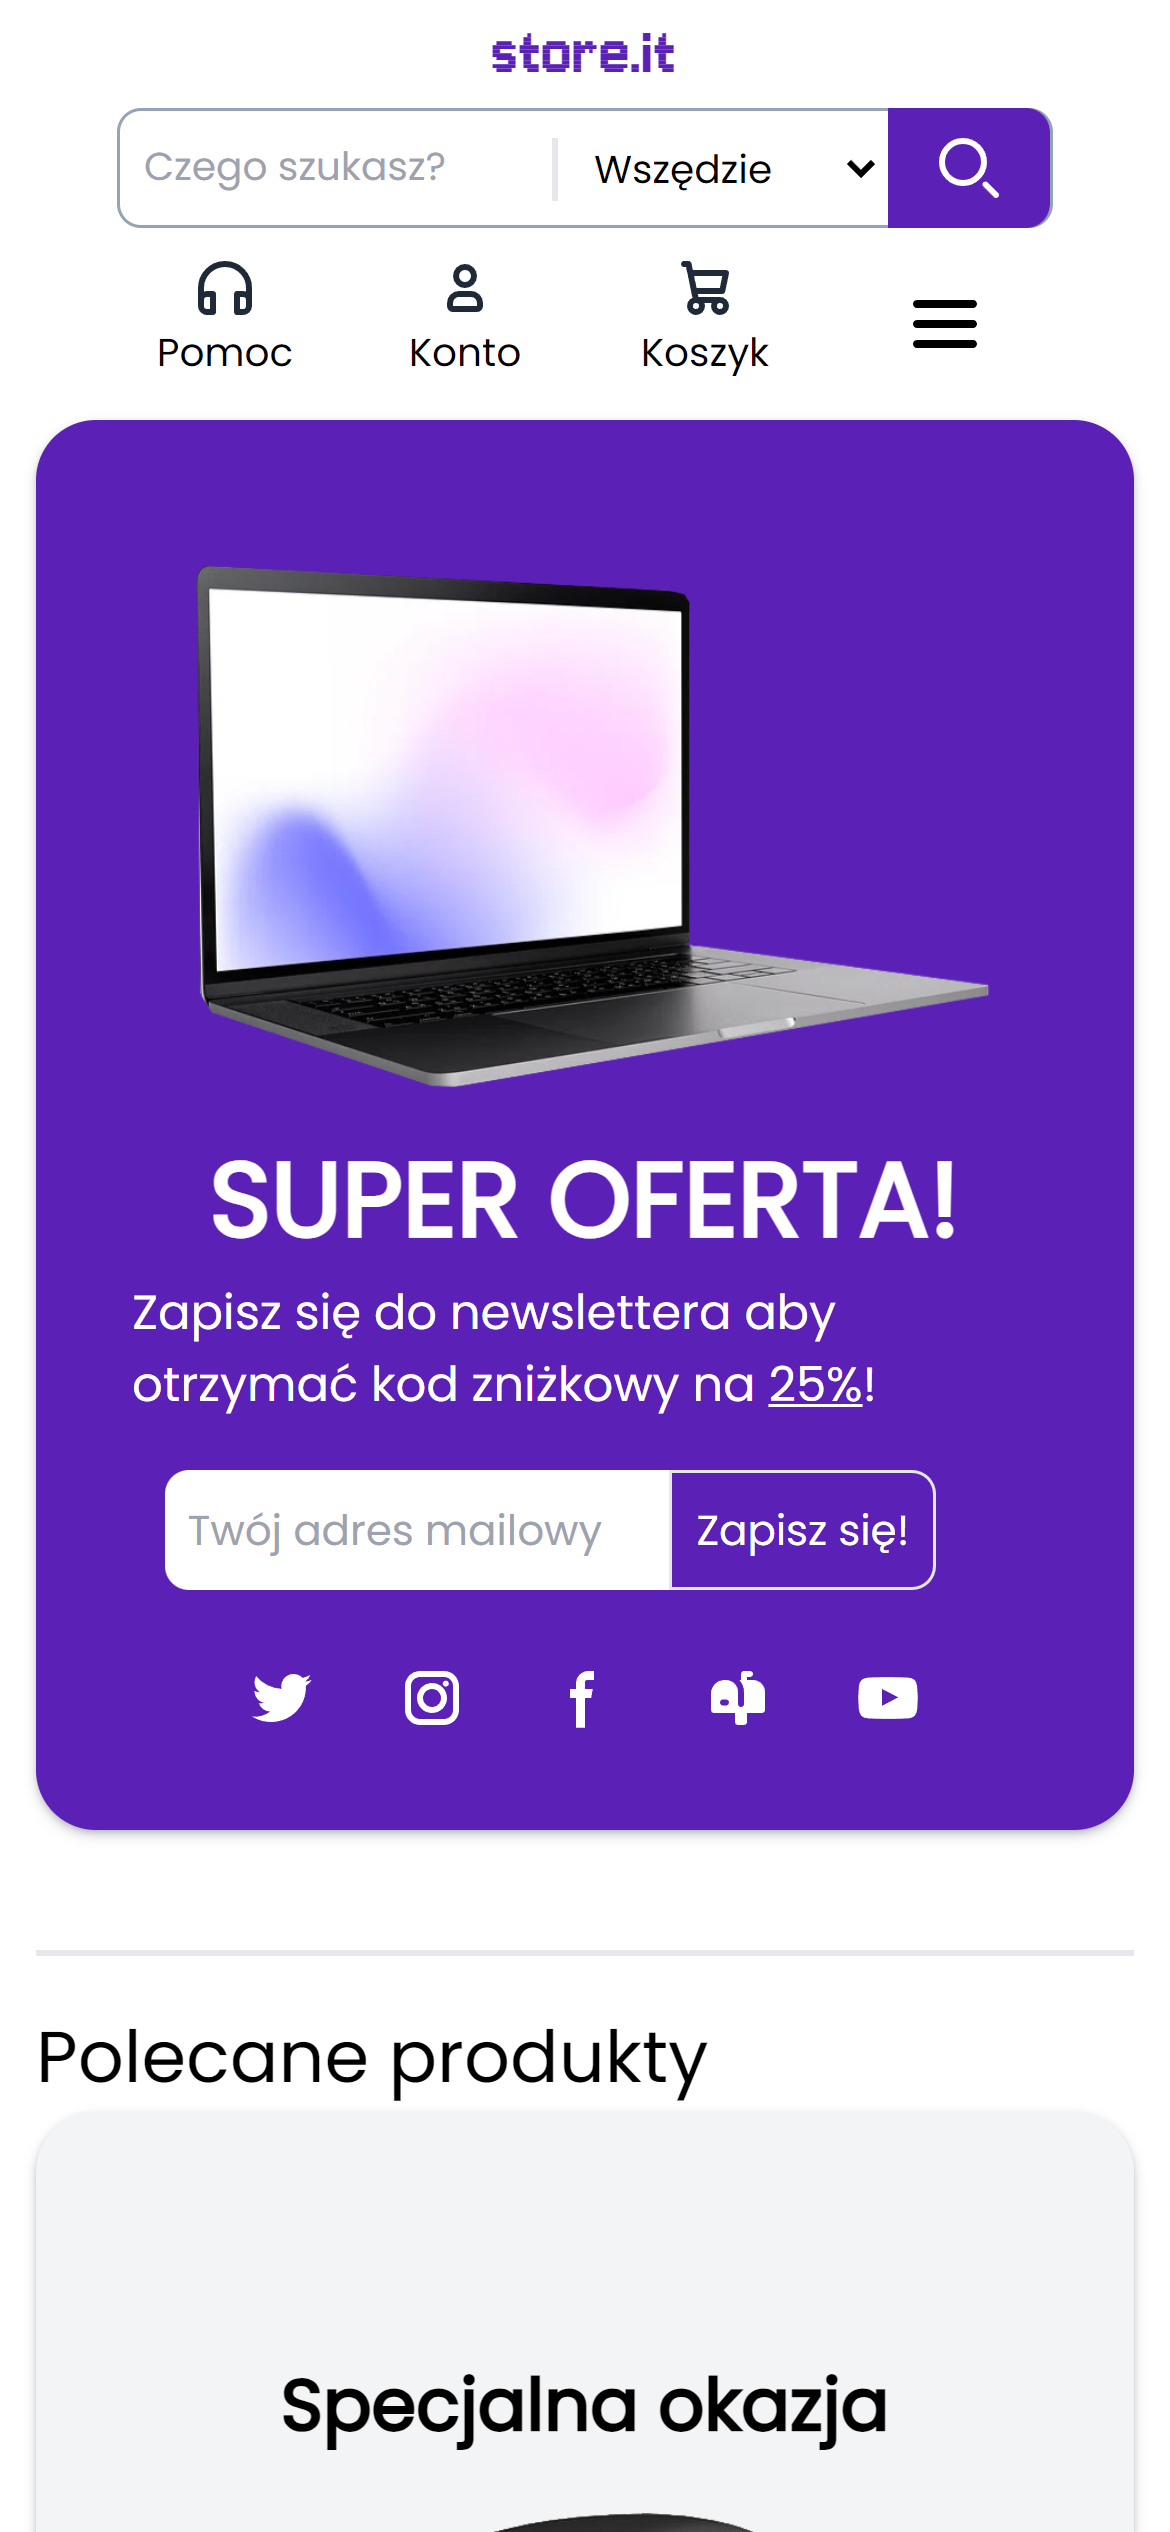 store.it
Czego szukasz?
Wszędzie
Pomoc
Konto
Koszyk
SUPER OFERTA!
Zapisz się do newslettera aby
otrzymać kod zniżkowy na 25%!
Twój adres mailowy
Zapisz się!
Polecane produkty
Specjalna okazja